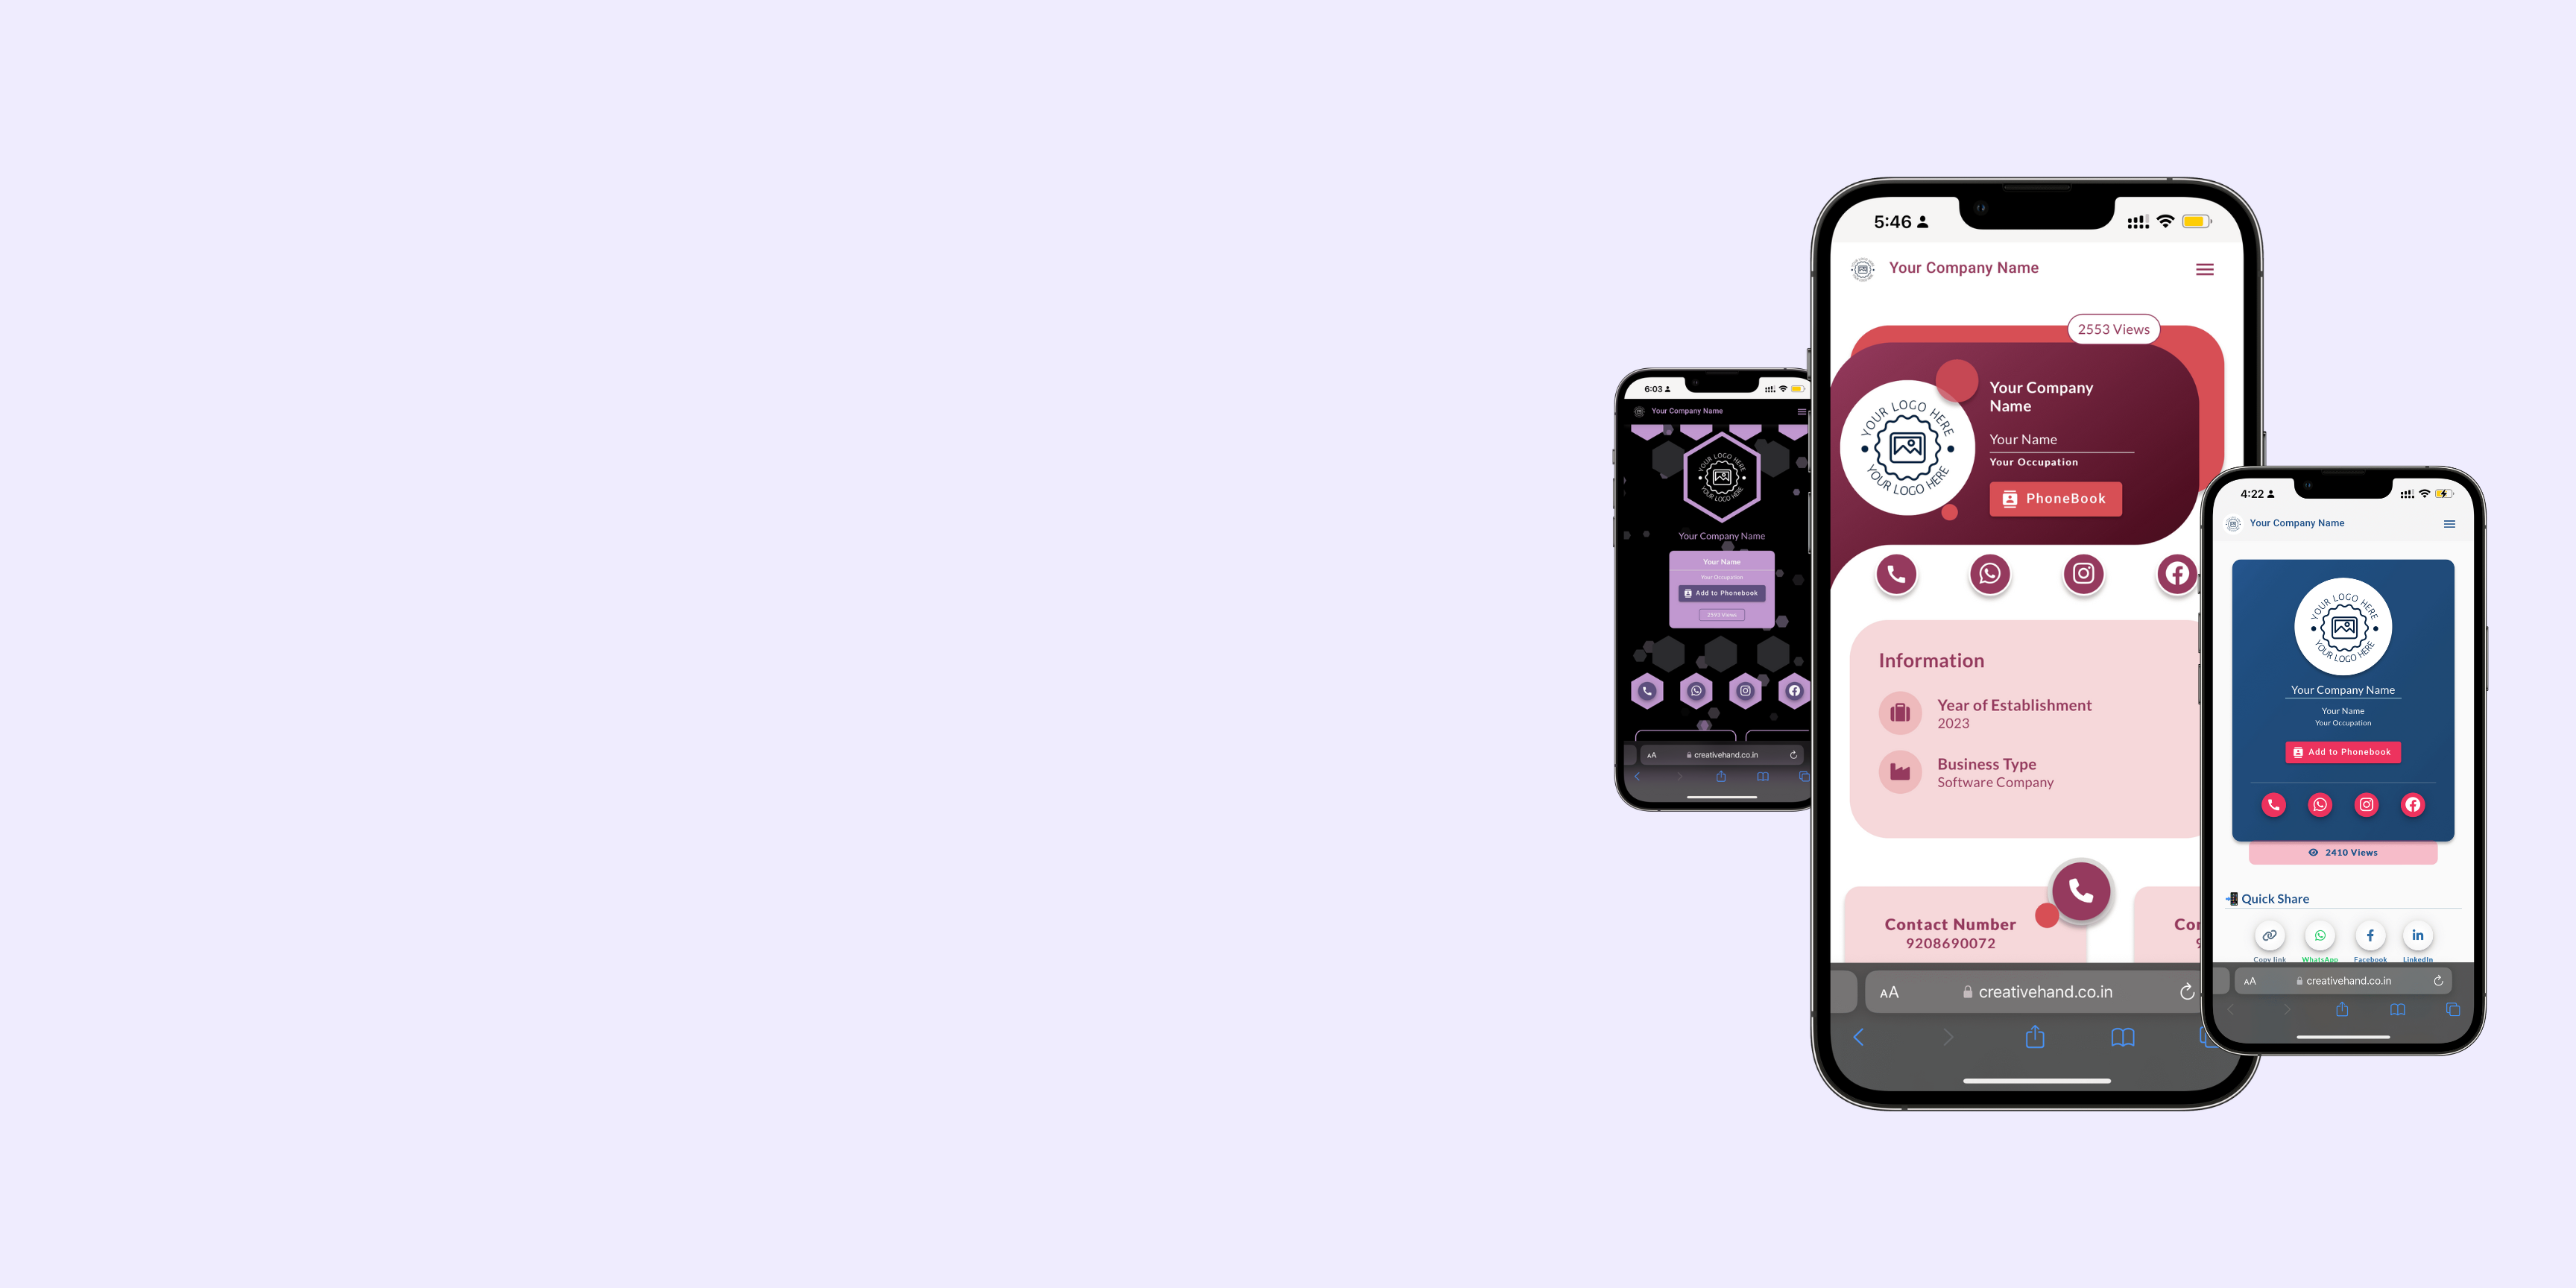 6:03
Your Company Name
YOUR LOGO HERE
YOUR LOGO HERE
Your Company Name
Your Name
Your Occupation
Add to Phonebook
2593 Views
AA
creativehand.co.in
5:46
Your Company Name
2553 Views
YOUR LOGO HERE
YOUR LOGO HERE
Your Company
Name
Your Name
Your Occupation
PhoneBook
Information
Year of Establishment
2023
Business Type
Software Company
Contact Number
9208690072
AA
creativehand.co.in
4:22
Your Company Name
YOUR LOGO HERE
YOUR LOGO HERE
Your Company Name
Your Name
Your Occupation
Add to Phonebook
2410 Views
Quick Share
Copy link
WhatsApp
Facebook
LinkedIn
AA
creativehand.co.in